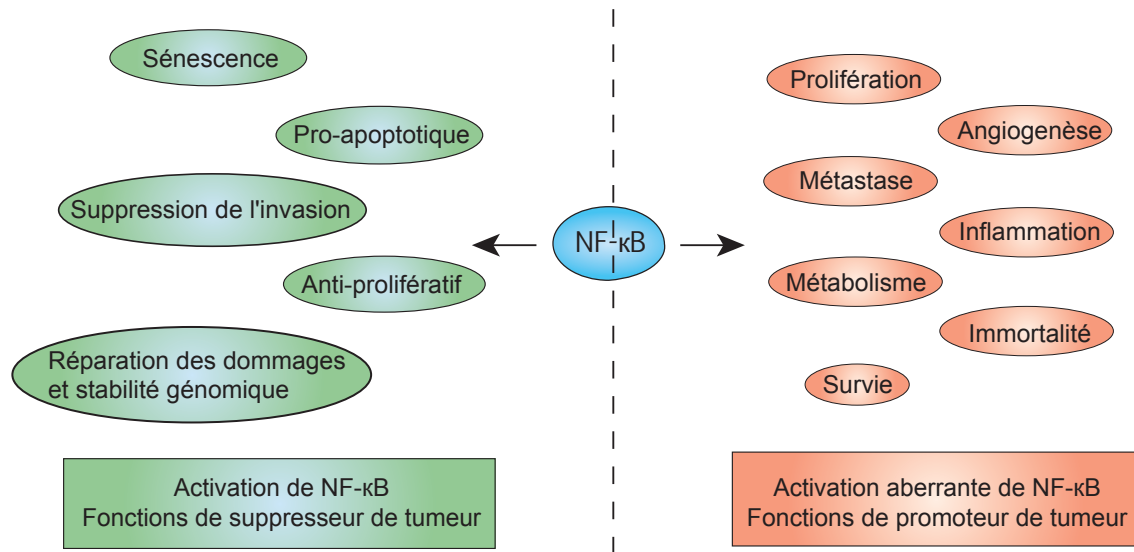 Sénescence
Pro-apoptotique
Suppression de l'invasion
Anti-prolifératif
Réparation des dommages
et stabilité génomique
Activation de NF-κB
Fonctions de suppresseur de tumeur
NF-κB
Prolifération
Angiogenèse
Métastase
Inflammation
Métabolisme
Immortalité
Survie
Activation aberrante de NF-κB
Fonctions de promoteur de tumeur